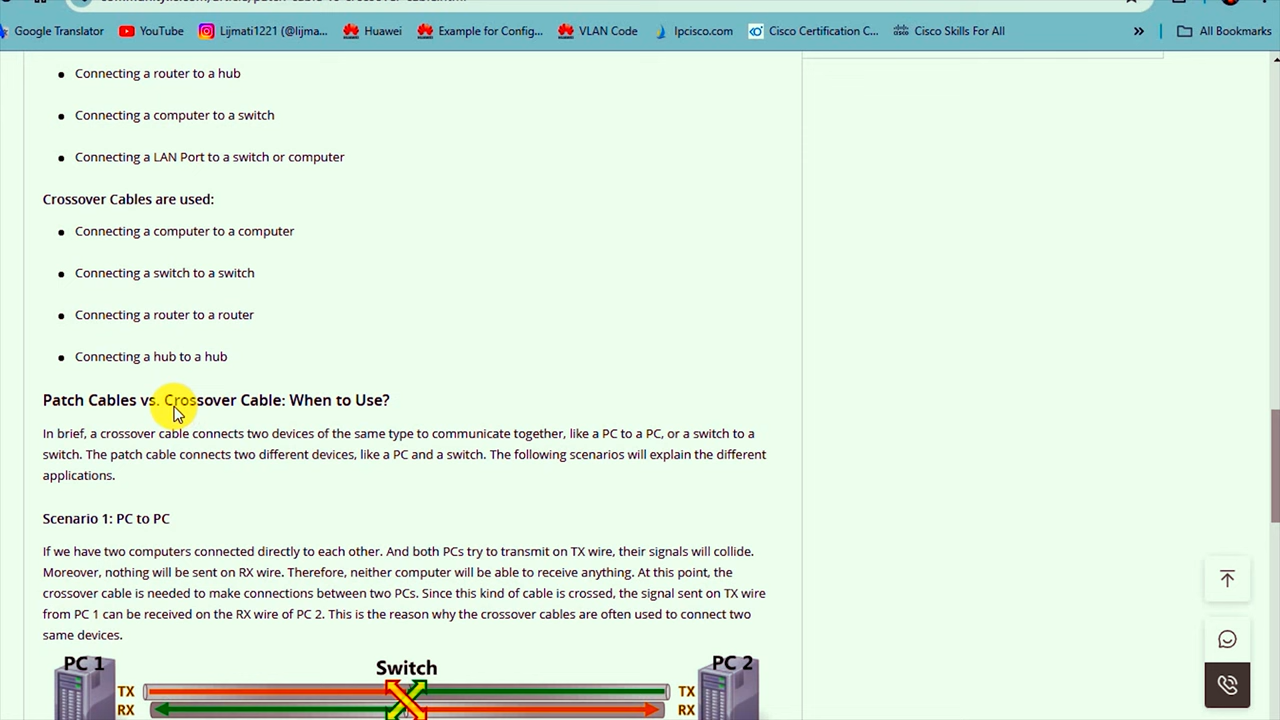 Google Translator YouTube Lijmati1221 (@lijma... Huawei Example for Config... VLAN Code Ipcisco.com Cisco Certification C... Cisco Skills For All » All Bookmarks
Connecting a router to a hub
Connecting a computer to a switch
Connecting a LAN Port to a switch or computer
Crossover Cables are used:
Connecting a computer to a computer
Connecting a switch to a switch
Connecting a router to a router
Connecting a hub to a hub
Patch Cables vs. Crossover Cable: When to Use?
In brief, a crossover cable connects two devices of the same type to communicate together, like a PC to a PC, or a switch to a
switch. The patch cable connects two different devices, like a PC and a switch. The following scenarios will explain the different
applications.
Scenario 1: PC to PC
If we have two computers connected directly to each other. And both PCs try to transmit on TX wire, their signals will collide.
Moreover, nothing will be sent on RX wire. Therefore, neither computer will be able to receive anything. At this point, the
crossover cable is needed to make connections between two PCs. Since this kind of cable is crossed, the signal sent on TX wire
from PC 1 can be received on the RX wire of PC 2. This is the reason why the crossover cables are often used to connect two
same devices.
PC 1 Switch PC 2
TX TX
RX RX